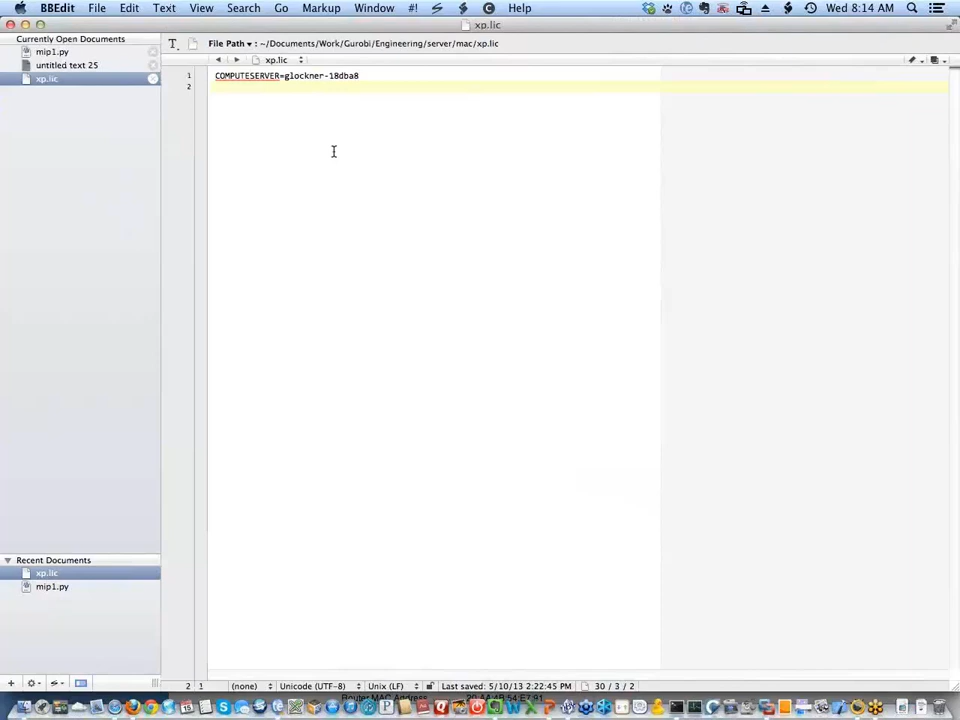 BBEdit File Edit Text View Search Go Markup Window #! Help Wed 8:14 AM
xp.lic
Currently Open Documents
mip1.py
untitled text 25
xp.lic
File Path : ~/Documents/Work/Gurobi/Engineering/server/mac/xp.lic
xp.lic
1 COMPUTESERVER=glockner-18dba8
2
Recent Documents
xp.lic
mip1.py
2 1 (none) Unicode (UTF-8) Unix (LF) Last saved: 5/10/13 2:22:45 PM 30 / 3 / 2